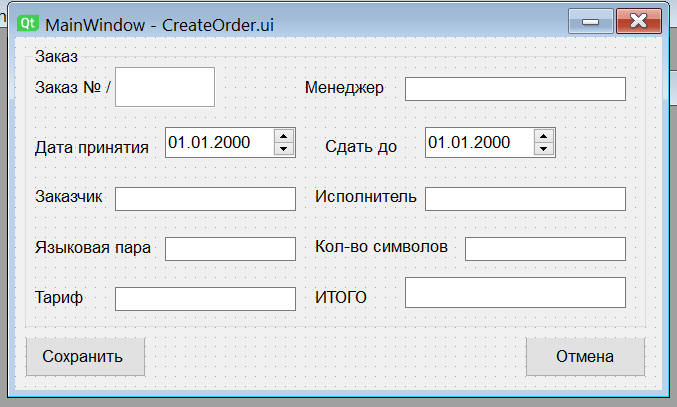 Qt MainWindow - CreateOrder.ui
Заказ
Заказ № / Менеджер
Дата принятия 01.01.2000 Сдать до 01.01.2000
Заказчик Исполнитель
Языковая пара Кол-во символов
Тариф ИТОГО
Сохранить Отмена